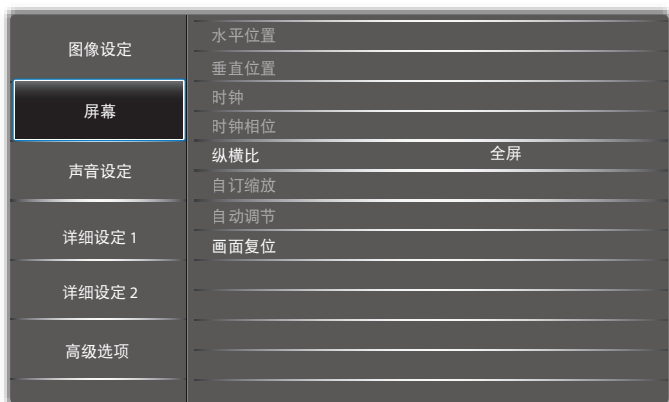 图像设定
屏幕
声音设定
详细设定 1
详细设定 2
高级选项
水平位置
垂直位置
时钟
时钟相位
纵横比 全屏
自订缩放
自动调节
画面复位